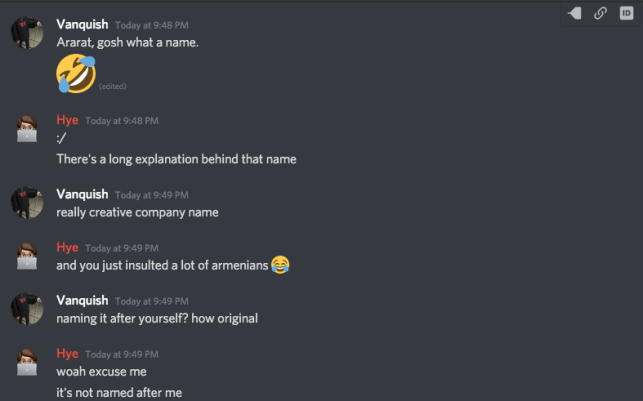 ID
Vanquish Today at 9:48 PM
Ararat, gosh what a name.
(edited)
Hye Today at 9:48 PM
:/
There's a long explanation behind that name
Vanquish Today at 9:49 PM
really creative company name
Hye Today at 9:49 PM
and you just insulted a lot of armenians 😂
Vanquish Today at 9:49 PM
naming it after yourself? how original
Hye Today at 9:49 PM
woah excuse me
it's not named after me